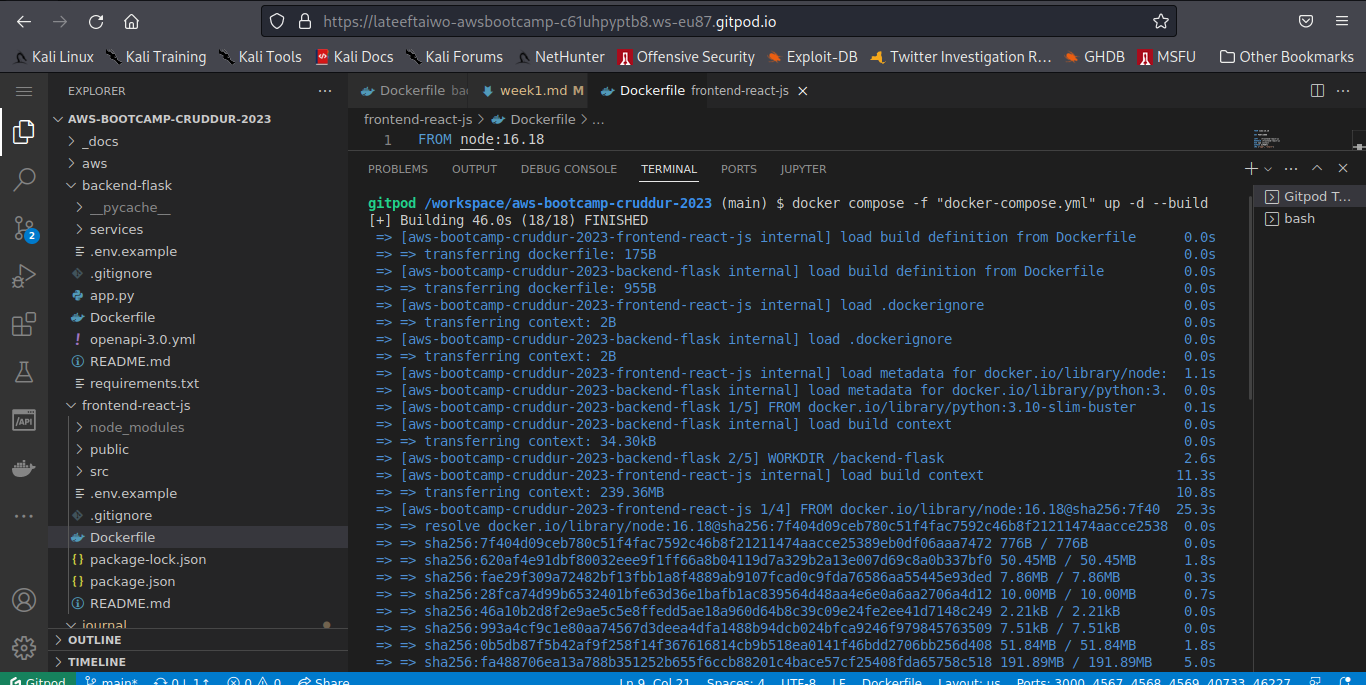 https://lateeftaiwo-awsbootcamp-c61uhpyptb8.ws-eu87.gitpod.io
Kali Linux Kali Training Kali Tools Kali Docs Kali Forums NetHunter Offensive Security Exploit-DB Twitter Investigation R... GHDB MSFU Other Bookmarks
EXPLORER
AWS-BOOTCAMP-CRUDDUR-2023
_docs
aws
backend-flask
__pycache__
services
.env.example
.gitignore
app.py
Dockerfile
openapi-3.0.yml
README.md
requirements.txt
frontend-react-js
node_modules
public
src
.env.example
.gitignore
Dockerfile
package-lock.json
package.json
README.md
journal
OUTLINE
TIMELINE
2
/API
Dockerfile bac week1.md M Dockerfile frontend-react-js
frontend-react-js > Dockerfile > ...
1 FROM node:16.18
PROBLEMS OUTPUT DEBUG CONSOLE TERMINAL PORTS JUPYTER
Gitpod T...
bash
gitpod /workspace/aws-bootcamp-cruddur-2023 (main) $ docker compose -f "docker-compose.yml" up -d --build
[+] Building 46.0s (18/18) FINISHED
=> [aws-bootcamp-cruddur-2023-frontend-react-js internal] load build definition from Dockerfile 0.0s
=> => transferring dockerfile: 175B 0.0s
=> [aws-bootcamp-cruddur-2023-backend-flask internal] load build definition from Dockerfile 0.0s
=> => transferring dockerfile: 955B 0.0s
=> [aws-bootcamp-cruddur-2023-frontend-react-js internal] load .dockerignore 0.0s
=> => transferring context: 2B 0.0s
=> [aws-bootcamp-cruddur-2023-backend-flask internal] load .dockerignore 0.0s
=> => transferring context: 2B 0.0s
=> [aws-bootcamp-cruddur-2023-frontend-react-js internal] load metadata for docker.io/library/node: 1.1s
=> [aws-bootcamp-cruddur-2023-backend-flask internal] load metadata for docker.io/library/python:3. 0.0s
=> [aws-bootcamp-cruddur-2023-backend-flask 1/5] FROM docker.io/library/python:3.10-slim-buster 0.1s
=> [aws-bootcamp-cruddur-2023-backend-flask internal] load build context 0.0s
=> => transferring context: 34.30kB 0.0s
=> [aws-bootcamp-cruddur-2023-backend-flask 2/5] WORKDIR /backend-flask 2.6s
=> [aws-bootcamp-cruddur-2023-frontend-react-js internal] load build context 11.3s
=> => transferring context: 239.36MB 10.8s
=> [aws-bootcamp-cruddur-2023-frontend-react-js 1/4] FROM docker.io/library/node:16.18@sha256:7f40 25.3s
=> => resolve docker.io/library/node:16.18@sha256:7f404d09ceb780c51f4fac7592c46b8f21211474aacce2538 0.0s
=> => sha256:7f404d09ceb780c51f4fac7592c46b8f21211474aacce25389eb0df06aaa7472 776B / 776B 0.0s
=> => sha256:620af4e91dbf80032eee9f1ff66a8b04119d7a329b2a13e007d69c8a0b337bf0 50.45MB / 50.45MB 1.8s
=> => sha256:fae29f309a72482bf13fbb1a8f4889ab9107fcad0c9fda76586aa55445e93ded 7.86MB / 7.86MB 0.3s
=> => sha256:28fca74d99b6532401bfe63d36e1bafb1ac839564d48aa4e6e0a6aa2706a4d12 10.00MB / 10.00MB 0.7s
=> => sha256:46a10b2d8f2e9ae5c5e8ffedd5ae18a960d64b8c39c09e24fe2ee41d7148c249 2.21kB / 2.21kB 0.0s
=> => sha256:993a4cf9c1e80aa74567d3deea4dfa1488b94dcb024bfca9246f979845763509 7.51kB / 7.51kB 0.0s
=> => sha256:0b5db87f5b42af9f258f14f367616814cb9b518ea0141f46bdd2706bb256d408 51.84MB / 51.84MB 1.8s
=> => sha256:fa488706ea13a788b351252b655f6ccb88201c4bace57cf25408fda65758c518 191.89MB / 191.89MB 5.0s
Gitpod main* 0↓ 1↑ 0 0 Share Ln 9, Col 21 Spaces: 4 UTF-8 LF Dockerfile Layout: us Ports: 3000, 4567, 4568, 4569, 40733, 46227